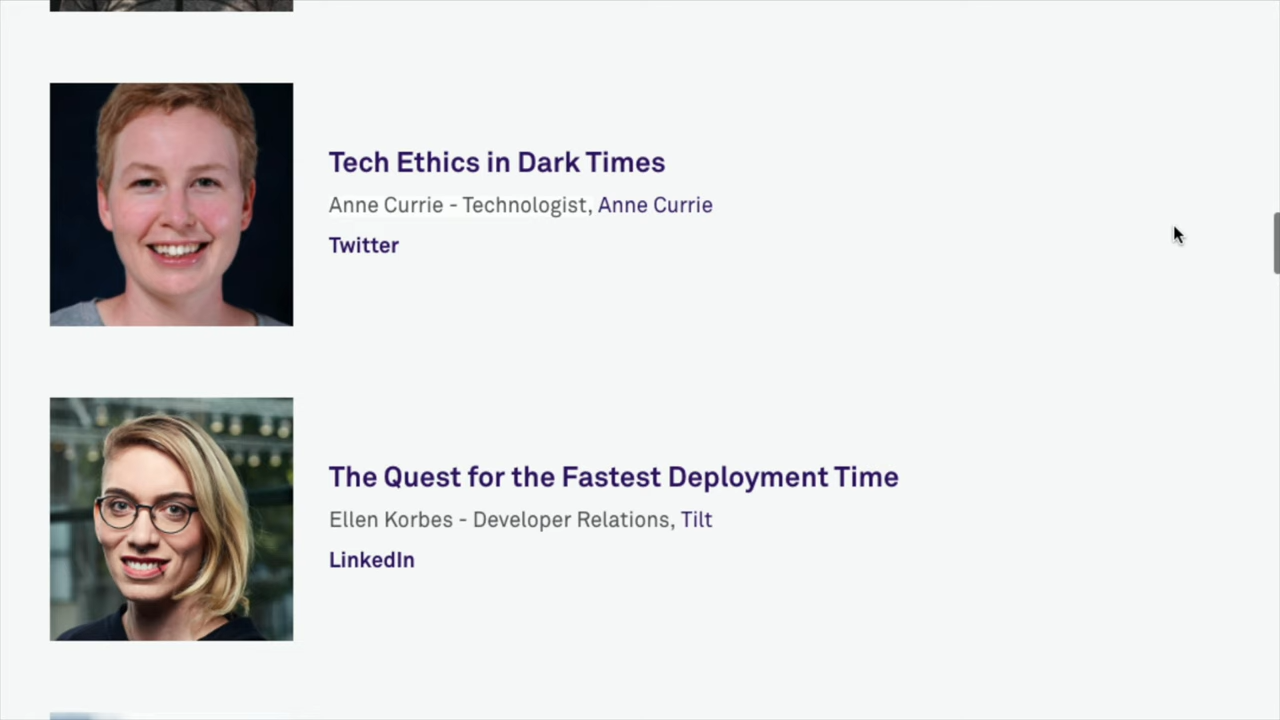 Tech Ethics in Dark Times
Anne Currie - Technologist, Anne Currie
Twitter
The Quest for the Fastest Deployment Time
Ellen Korbes - Developer Relations, Tilt
LinkedIn